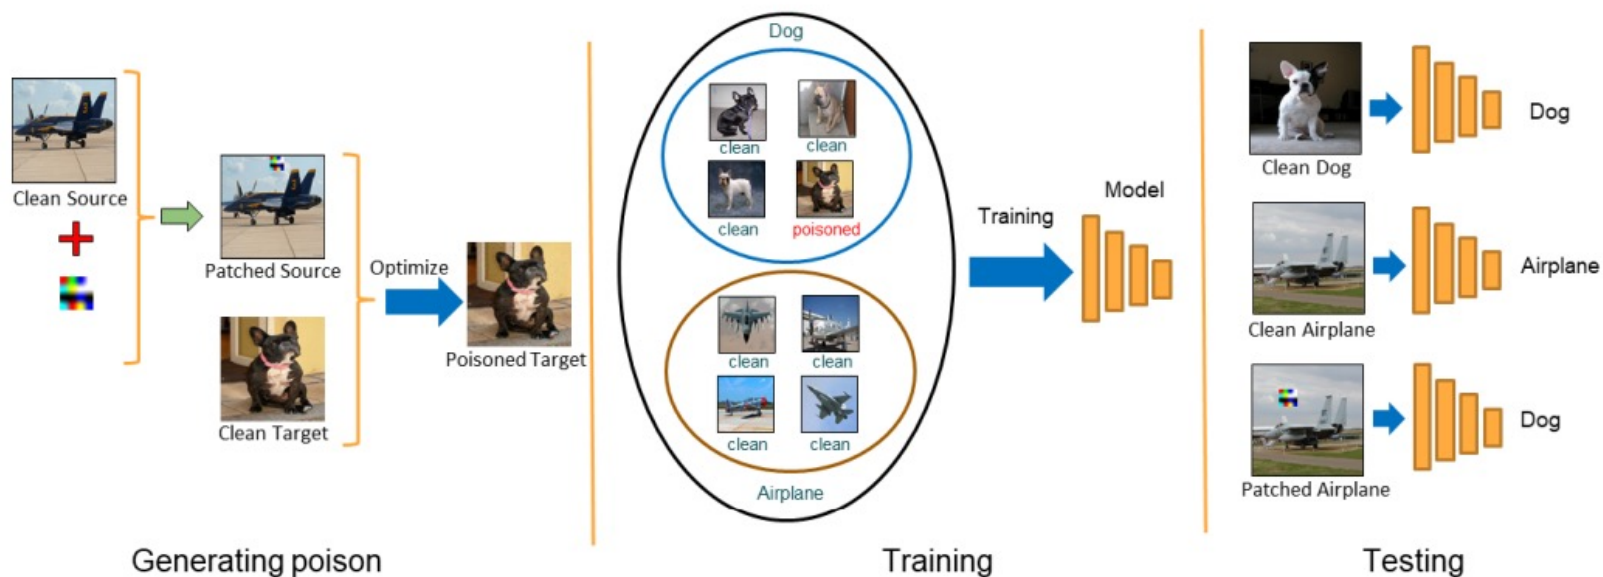 Clean Source
Patched Source
Clean Target
Optimize
Poisoned Target
Generating poison
Dog
clean
clean
clean
poisoned
clean
clean
clean
clean
Airplane
Training
Model
Training
Clean Dog
Dog
Clean Airplane
Airplane
Patched Airplane
Dog
Testing